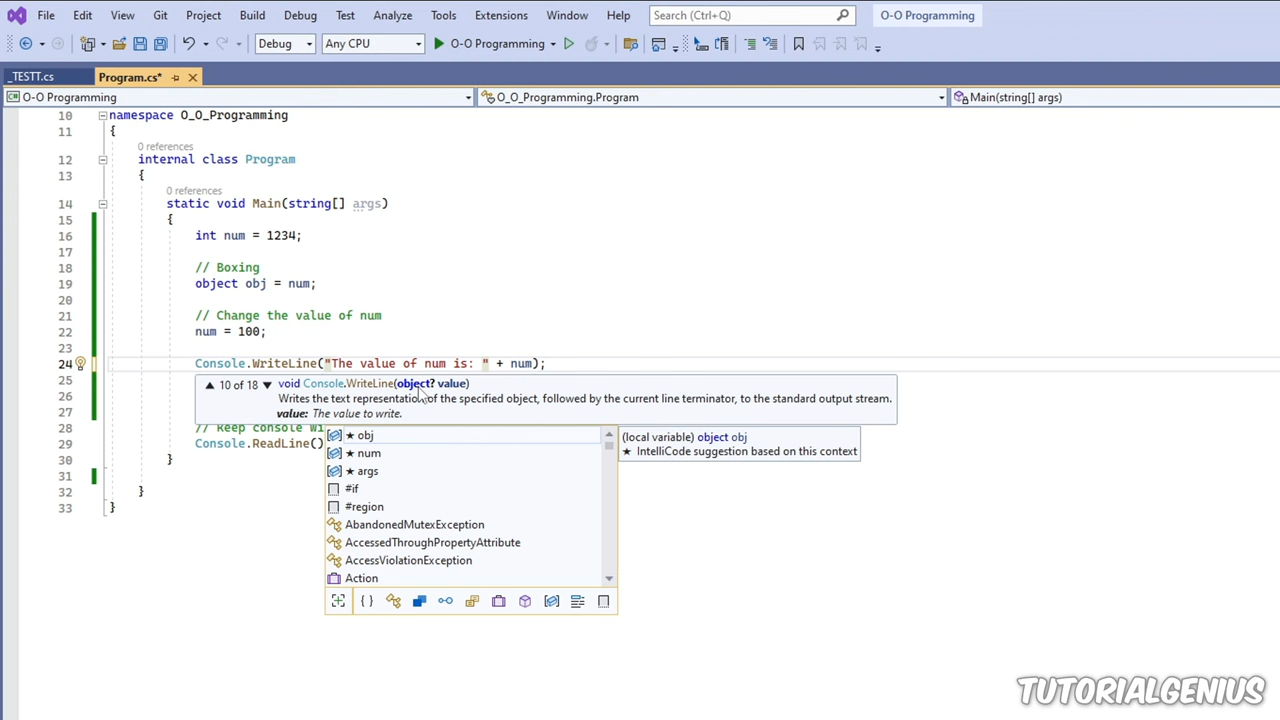 File Edit View Git Project Build Debug Test Analyze Tools Extensions Window Help Search (Ctrl+Q) O-O Programming
Debug Any CPU O-O Programming
_TESTT.cs Program.cs*
O-O Programming O_O_Programming.Program Main(string[] args)
10 namespace O_O_Programming
11 {
0 references
12 internal class Program
13 {
0 references
14 static void Main(string[] args)
15 {
16 int num = 1234;
17
18 // Boxing
19 object obj = num;
20
21 // Change the value of num
22 num = 100;
23
24 Console.WriteLine("The value of num is: " + num);
25 10 of 18 void Console.WriteLine(object? value)
26 Writes the text representation of the specified object, followed by the current line terminator, to the standard output stream.
27 value: The value to write.
28 // Keep console Wi
29 Console.ReadLine()
30 }
31
32 }
33 }
★ obj
★ num
★ args
#if
#region
AbandonedMutexException
AccessedThroughPropertyAttribute
AccessViolationException
Action
{ }
(local variable) object obj
★ IntelliCode suggestion based on this context
TUTORIALGENIUS